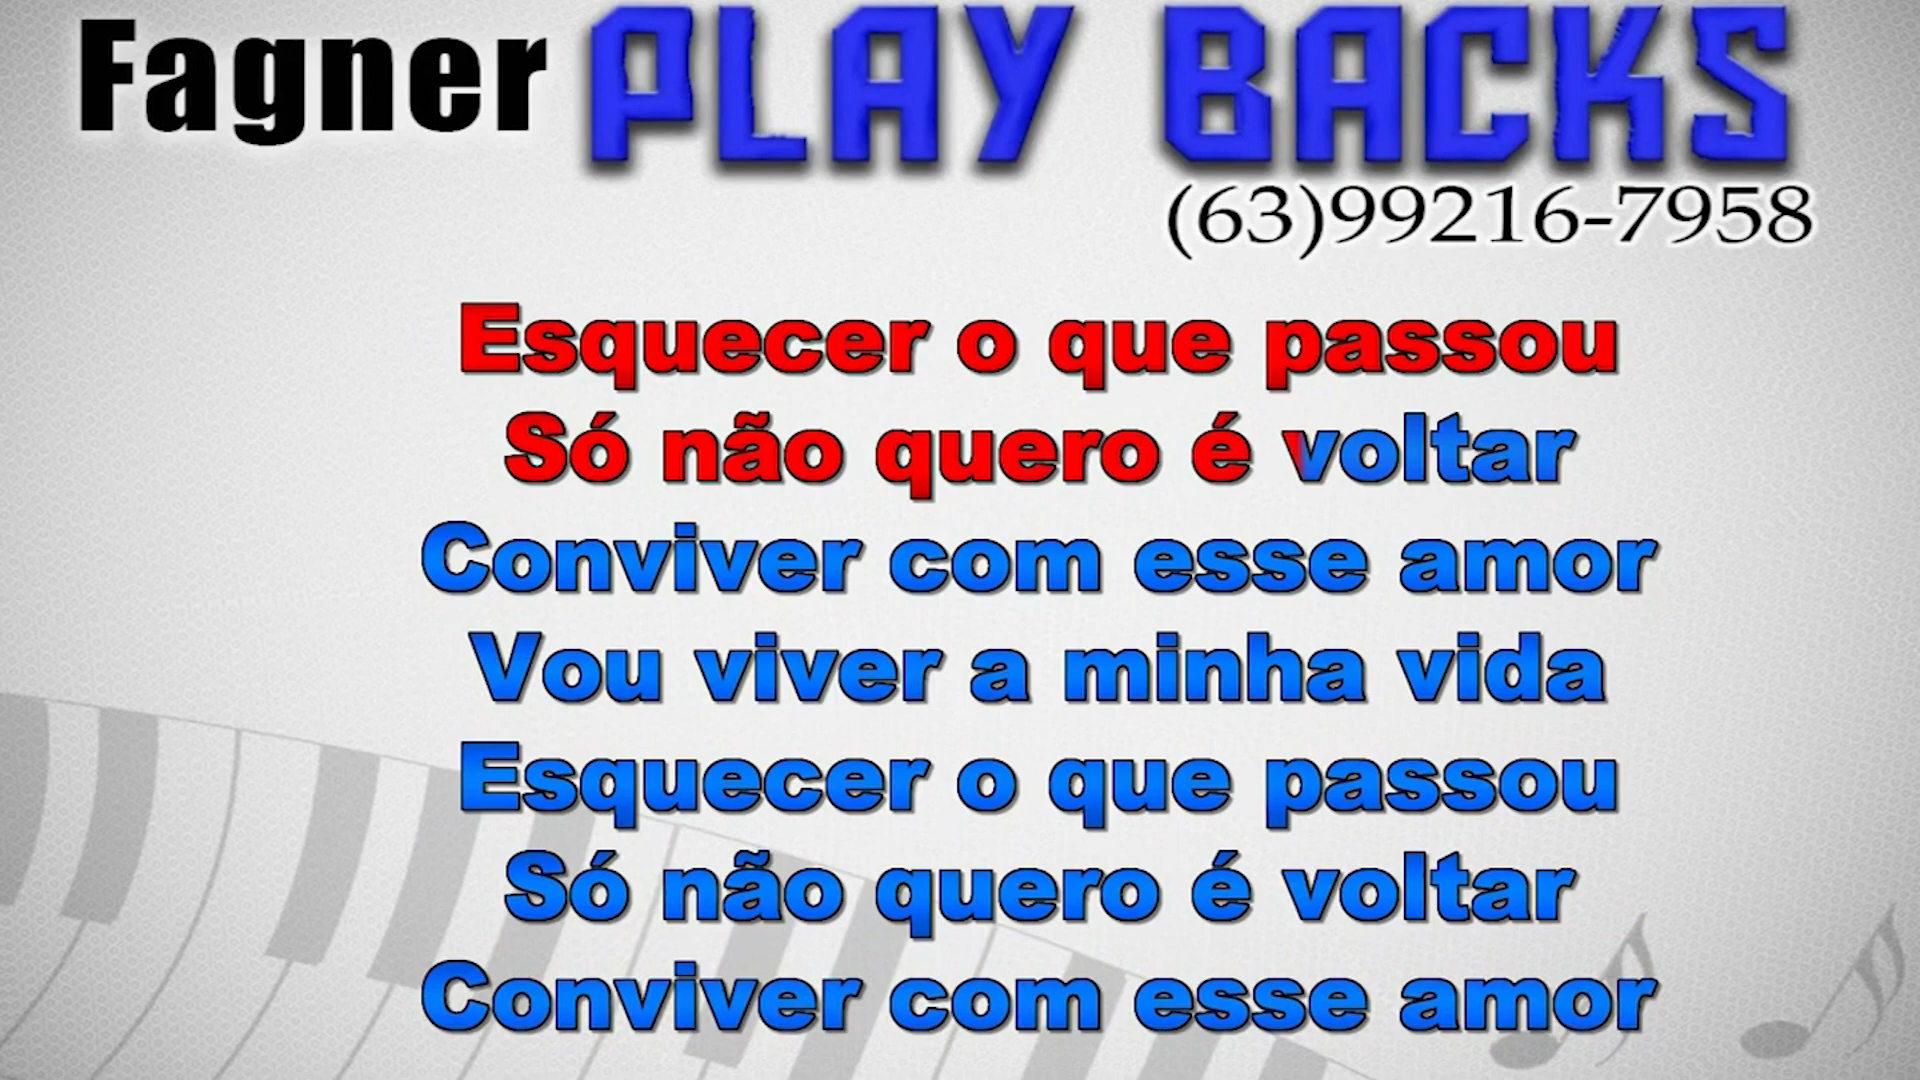 Fagner PLAY BACKS
(63)99216-7958
Esquecer o que passou
Só não quero é voltar
Conviver com esse amor
Vou viver a minha vida
Esquecer o que passou
Só não quero é voltar
Conviver com esse amor